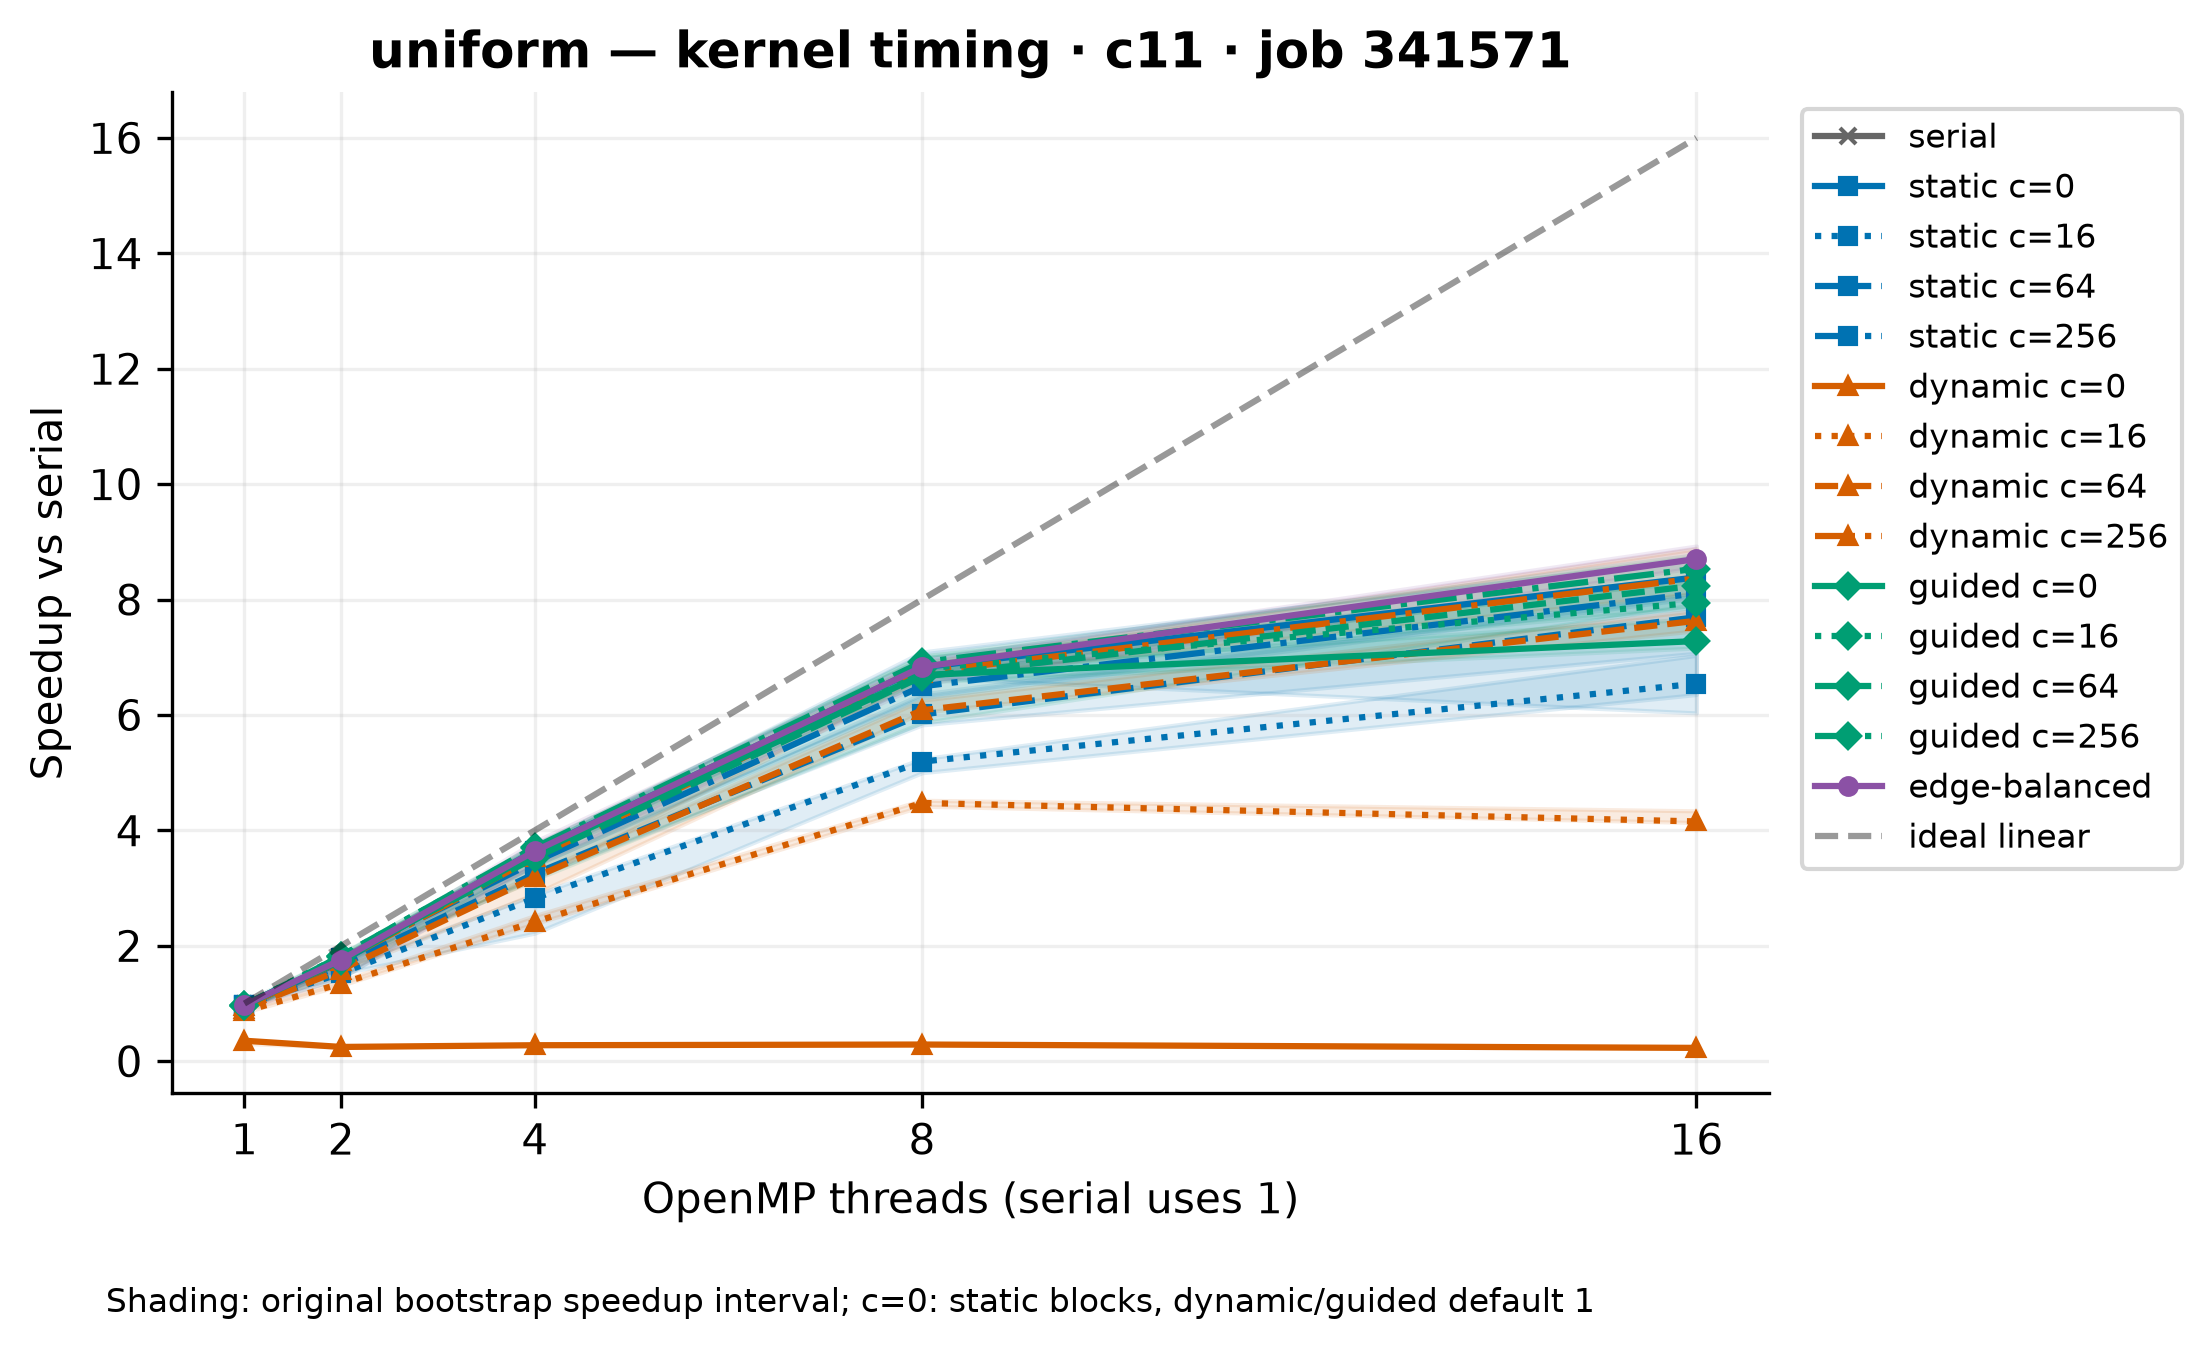 uniform — kernel timing · c11 · job 341571
Speedup vs serial
16
14
12
10
8
6
4
2
0
1 2 4 8 16
OpenMP threads (serial uses 1)
serial
static c=0
static c=16
static c=64
static c=256
dynamic c=0
dynamic c=16
dynamic c=64
dynamic c=256
guided c=0
guided c=16
guided c=64
guided c=256
edge-balanced
ideal linear
Shading: original bootstrap speedup interval; c=0: static blocks, dynamic/guided default 1